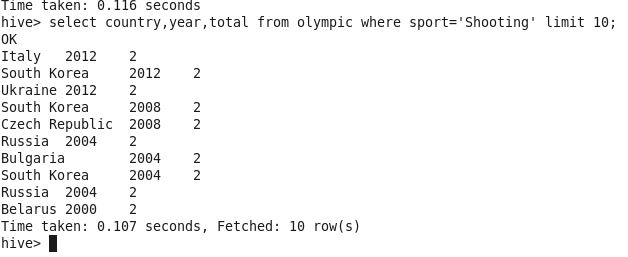 Time taken: 0.116 seconds
hive> select country,year,total from olympic where sport='Shooting' limit 10;
OK
Italy	2012	2
South Korea	2012	2
Ukraine	2012	2
South Korea	2008	2
Czech Republic	2008	2
Russia	2004	2
Bulgaria	2004	2
South Korea	2004	2
Russia	2004	2
Belarus	2000	2
Time taken: 0.107 seconds, Fetched: 10 row(s)
hive>